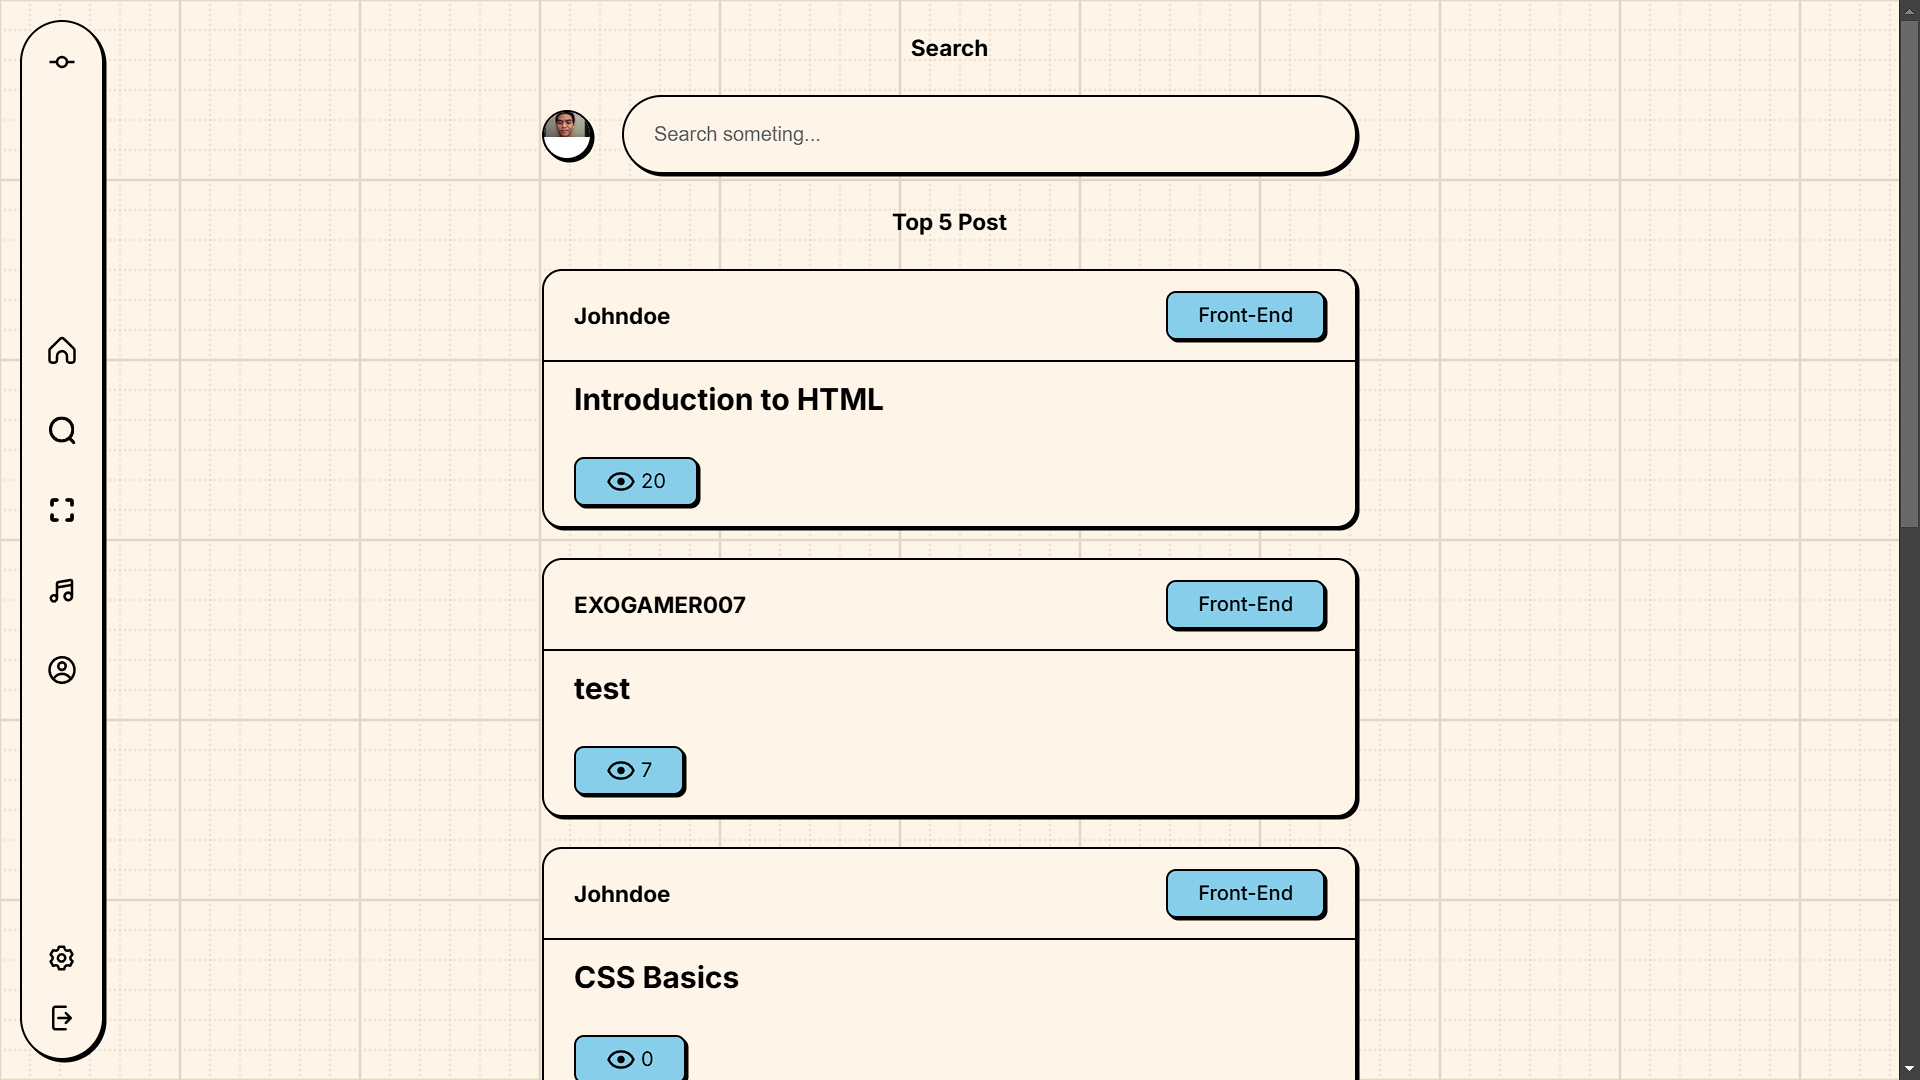 Search
Search someting...
Top 5 Post
Johndoe
Front-End
Introduction to HTML
20
EXOGAMER007
Front-End
test
7
Johndoe
Front-End
CSS Basics
0